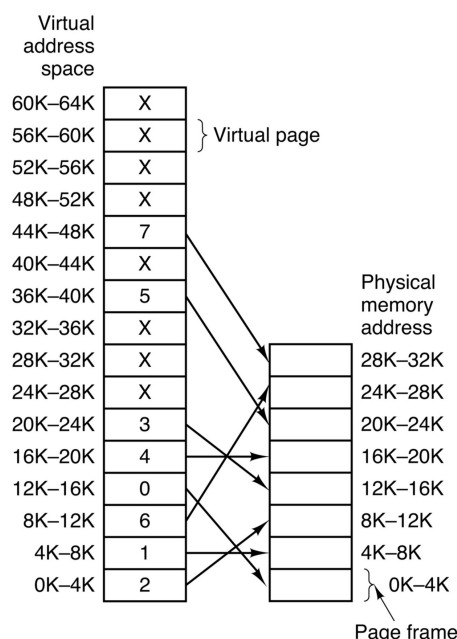 Virtual
address
space
60K–64K X
56K–60K X Virtual page
52K–56K X
48K–52K X
44K–48K 7
40K–44K X
36K–40K 5
32K–36K X
28K–32K X
24K–28K X
20K–24K 3
16K–20K 4
12K–16K 0
8K–12K 6
4K–8K 1
0K–4K 2
Physical
memory
address
28K–32K
24K–28K
20K–24K
16K–20K
12K–16K
8K–12K
4K–8K
0K–4K
Page frame